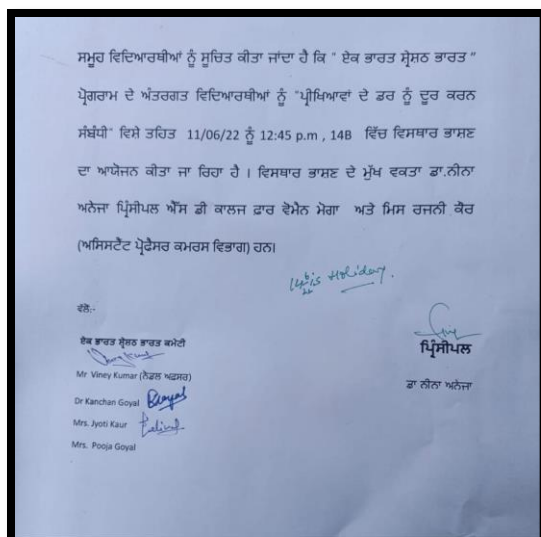 ਸਮੂਹ ਵਿਦਿਆਰਥੀਆਂ ਨੂੰ ਸੂਚਿਤ ਕੀਤਾ ਜਾਂਦਾ ਹੈ ਕਿ " ਏਕ ਭਾਰਤ ਸ਼੍ਰੇਸ਼ਠ ਭਾਰਤ "
ਪ੍ਰੋਗਰਾਮ ਦੇ ਅੰਤਰਗਤ ਵਿਦਿਆਰਥੀਆਂ ਨੂੰ "ਪ੍ਰੀਖਿਆਵਾਂ ਦੇ ਡਰ ਨੂੰ ਦੂਰ ਕਰਨ
ਸੰਬੰਧੀ" ਵਿਸ਼ੇ ਤਹਿਤ 11/06/22 ਨੂੰ 12:45 p.m , 14B ਵਿੱਚ ਵਿਸਥਾਰ ਭਾਸ਼ਣ
ਦਾ ਆਯੋਜਨ ਕੀਤਾ ਜਾ ਰਿਹਾ ਹੈ । ਵਿਸਥਾਰ ਭਾਸ਼ਣ ਦੇ ਮੁੱਖ ਵਕਤਾ ਡਾ.ਨੀਨਾ
ਅਨੇਜਾ ਪ੍ਰਿੰਸੀਪਲ ਐੱਸ ਡੀ ਕਾਲਜ ਫ਼ਾਰ ਵੋਮੈਨ ਮੋਗਾ ਅਤੇ ਮਿਸ ਰਜਨੀ ਕੌਰ
(ਅਸਿਸਟੈਂਟ ਪ੍ਰੋਫੈਸਰ ਕਮਰਸ ਵਿਭਾਗ) ਹਨ।
is Holiday.
ਵੱਲੋਂ:-
ਏਕ ਭਾਰਤ ਸ਼੍ਰੇਸ਼ਠ ਭਾਰਤ ਕਮੇਟੀ
Mr Viney Kumar (ਨੋਡਲ ਅਫ਼ਸਰ)
Dr Kanchan Goyal
Mrs. Jyoti Kaur
Mrs. Pooja Goyal
ਪ੍ਰਿੰਸੀਪਲ
ਡਾ ਨੀਨਾ ਅਨੇਜਾ